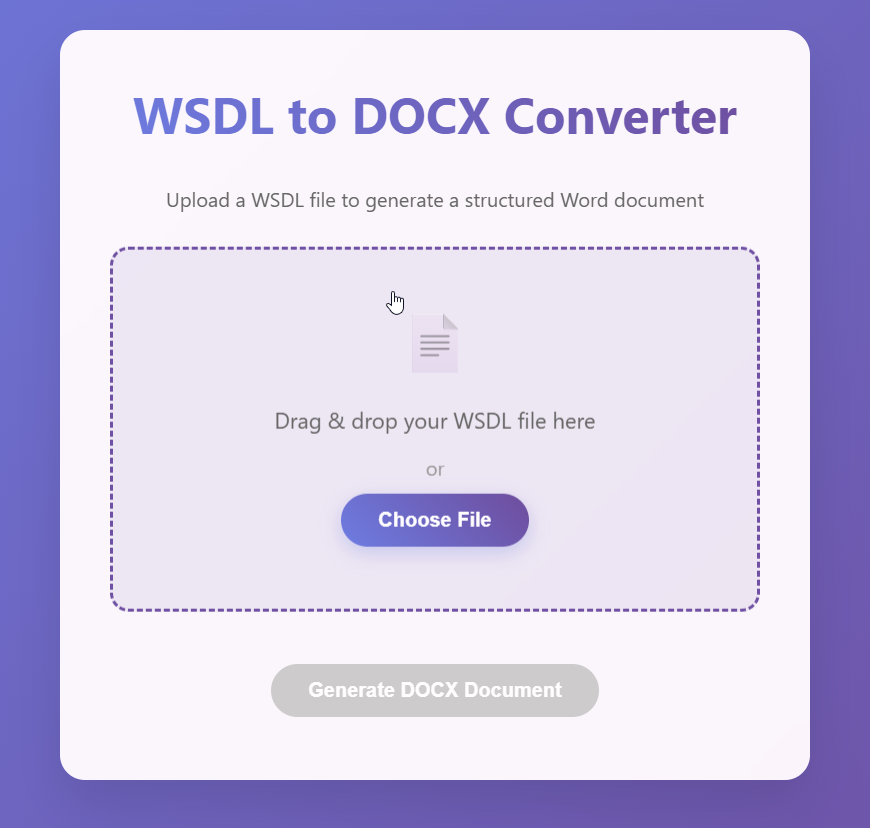 WSDL to DOCX Converter
Upload a WSDL file to generate a structured Word document
Drag & drop your WSDL file here
or
Choose File
Generate DOCX Document